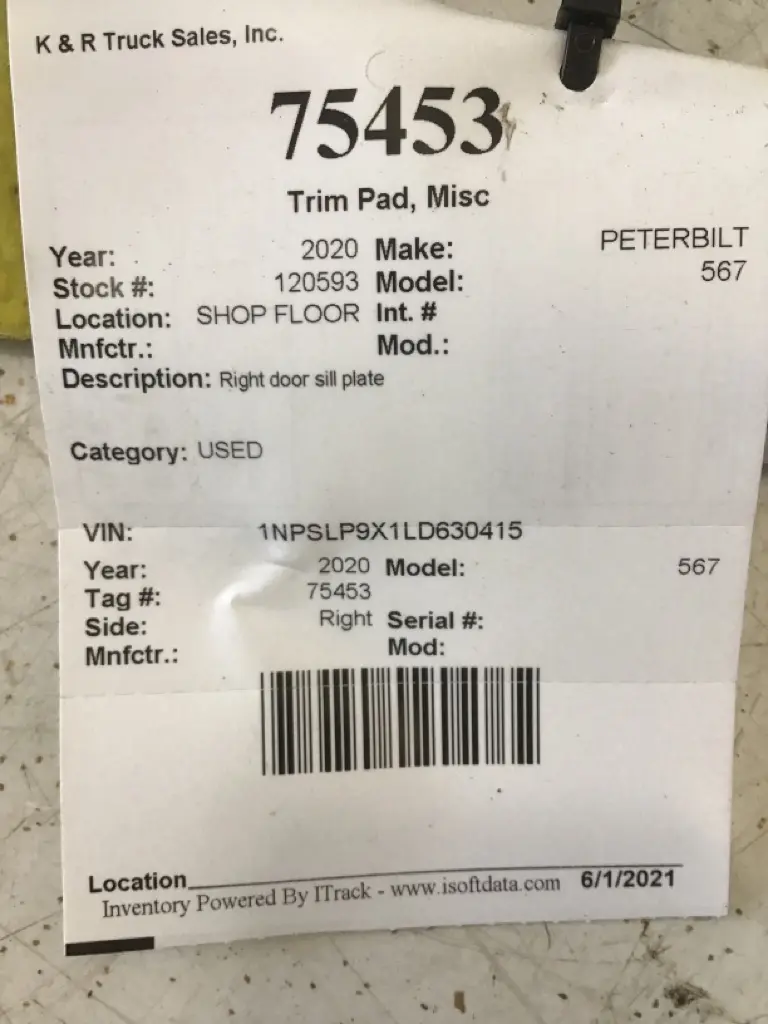 K & R Truck Sales, Inc.
75453
Trim Pad, Misc
Year: 2020 Make: PETERBILT
Stock #: 120593 Model: 567
Location: SHOP FLOOR Int. #
Mnfctr.: Mod.:
Description: Right door sill plate
Category: USED
VIN: 1NPSLP9X1LD630415
Year: 2020 Model: 567
Tag #: 75453
Side: Right Serial #:
Mnfctr.: Mod:
Location 6/1/2021
Inventory Powered By ITrack - www.isoftdata.com